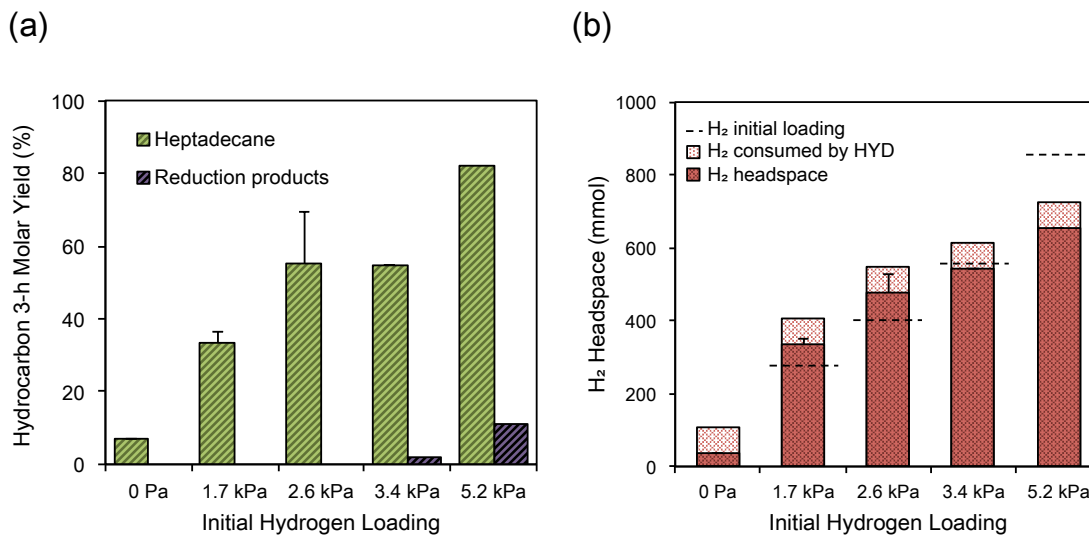 (a)
Hydrocarbon 3-h Molar Yield (%)
100
80
60
40
20
0
Heptadecane
Reduction products
0 Pa 1.7 kPa 2.6 kPa 3.4 kPa 5.2 kPa
Initial Hydrogen Loading
(b)
H₂ Headspace (mmol)
1000
800
600
400
200
0
H₂ initial loading
H₂ consumed by HYD
H₂ headspace
0 Pa 1.7 kPa 2.6 kPa 3.4 kPa 5.2 kPa
Initial Hydrogen Loading